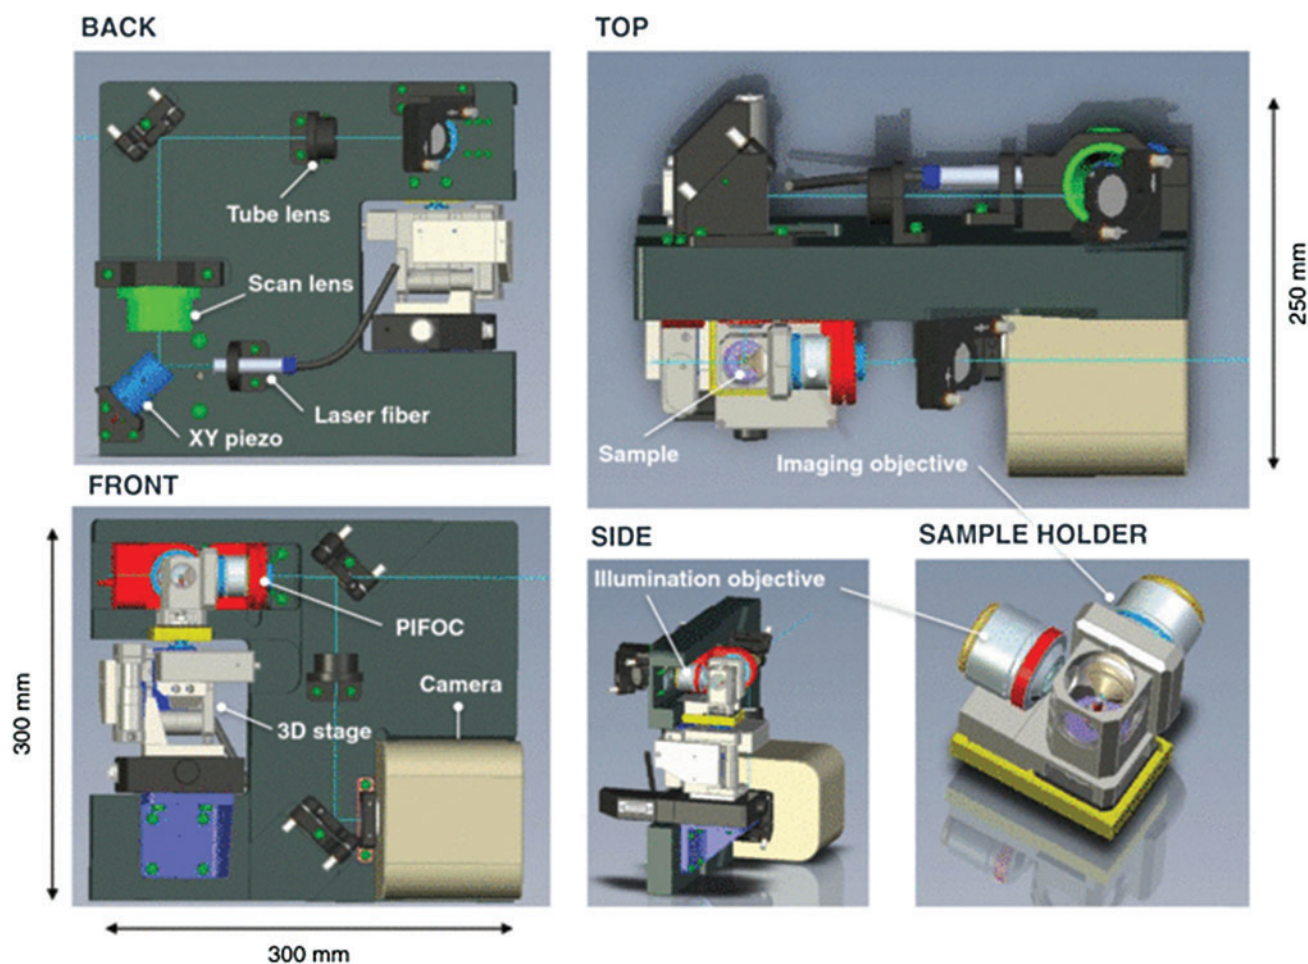 BACK
TOP
Tube lens
Scan lens
Laser fiber
XY piezo
Sample
Imaging objective
250 mm
FRONT
SIDE
SAMPLE HOLDER
Illumination objective
PIFOC
Camera
3D stage
300 mm
300 mm